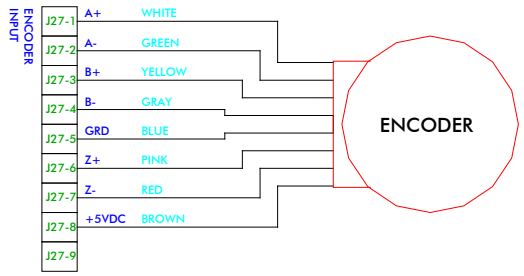 ENCODER
INPUT
J27-1 A+ WHITE
J27-2 A- GREEN
J27-3 B+ YELLOW
J27-4 B- GRAY
J27-5 GRD BLUE
J27-6 Z+ PINK
J27-7 Z- RED
J27-8 +5VDC BROWN
J27-9
ENCODER